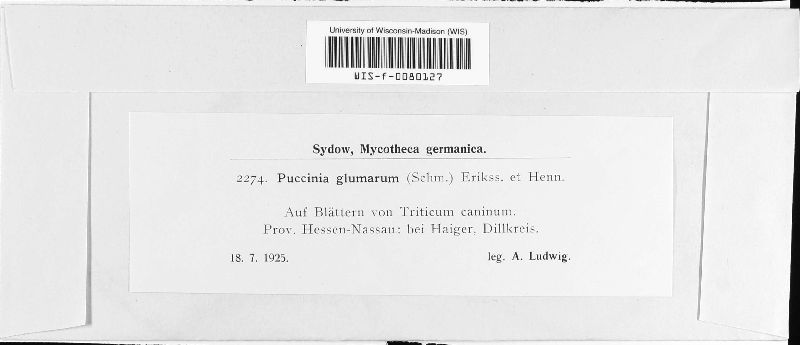 University of Wisconsin-Madison (WIS)
WIS-f-0080127
Sydow, Mycotheca germanica.
2274. Puccinia glumarum (Schm.) Erikss. et Henn.
Auf Blättern von Triticum caninum.
Prov. Hessen-Nassau: bei Haiger, Dillkreis.
18. 7. 1925. leg. A. Ludwig.